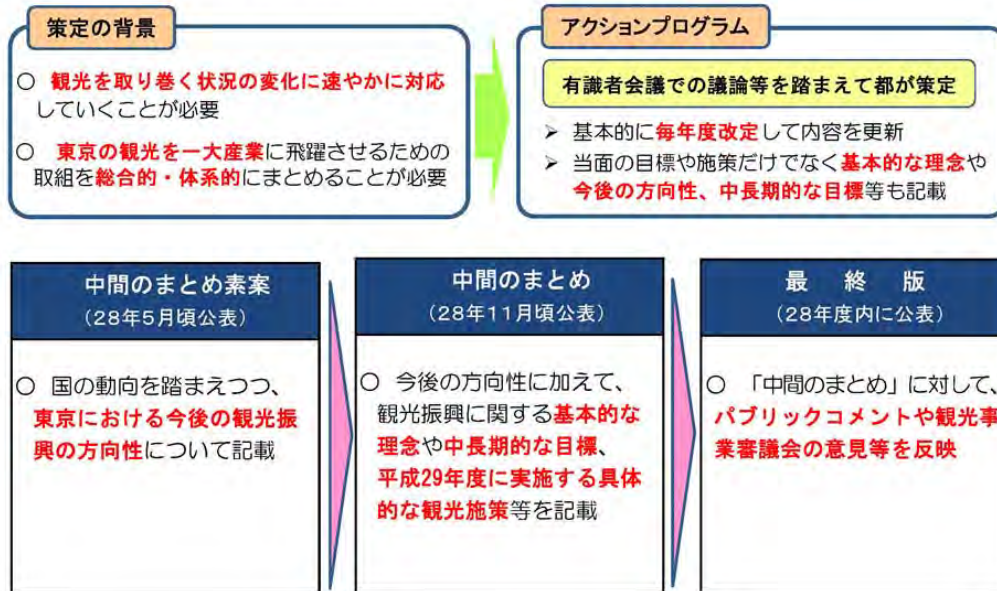 策定の背景
○ 観光を取り巻く状況の変化に速やかに対応
していくことが必要
○ 東京の観光を一大産業に飛躍させるための
取組を総合的・体系的にまとめることが必要
アクションプログラム
有識者会議での議論等を踏まえて都が策定
➢ 基本的に毎年度改定して内容を更新
➢ 当面の目標や施策だけでなく基本的な理念や
今後の方向性、中長期的な目標等も記載
中間のまとめ素案
（28年5月頃公表）
○ 国の動向を踏まえつつ、
東京における今後の観光振
興の方向性について記載
中間のまとめ
（28年11月頃公表）
○ 今後の方向性に加えて、
観光振興に関する基本的な
理念や中長期的な目標、
平成29年度に実施する具体
的な観光施策等を記載
最 終 版
（28年度内に公表）
○ 「中間のまとめ」に対して、
パブリックコメントや観光事
業審議会の意見等を反映